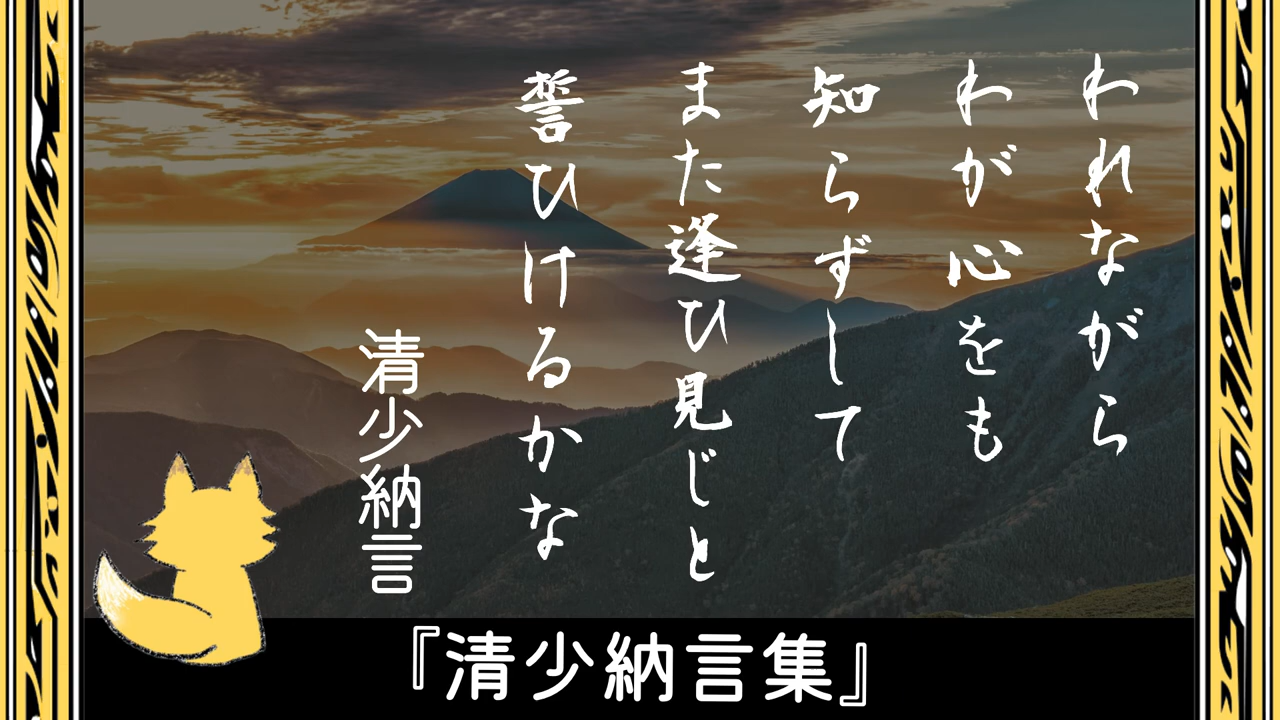 われながら
わが心をも
知らずして
また逢ひ見じと
誓ひけるかな
清少納言
『清少納言集』